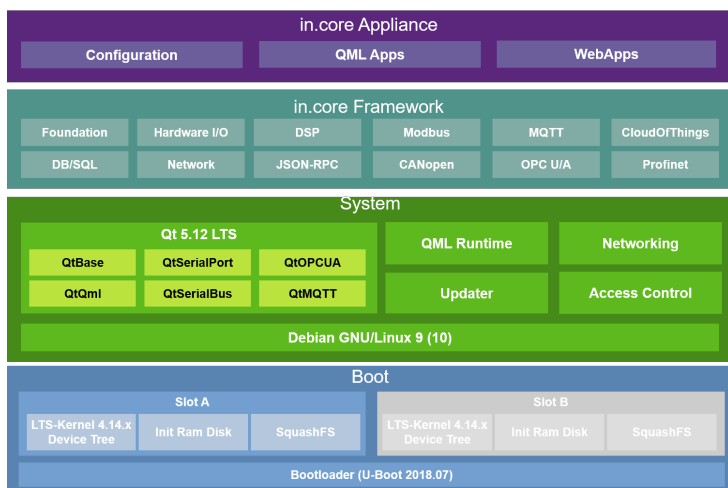 in.core Appliance
Configuration
QML Apps
WebApps
in.core Framework
Foundation
Hardware I/O
DSP
Modbus
MQTT
CloudOfThings
DB/SQL
Network
JSON-RPC
CANopen
OPC U/A
Profinet
System
Qt 5.12 LTS
QtBase
QtSerialPort
QtOPCUA
QtQml
QtSerialBus
QtMQTT
QML Runtime
Networking
Updater
Access Control
Debian GNU/Linux 9 (10)
Boot
Slot A
LTS-Kernel 4.14.x
Device Tree
Init Ram Disk
SquashFS
Slot B
LTS-Kernel 4.14.x
Device Tree
Init Ram Disk
SquashFS
Bootloader (U-Boot 2018.07)